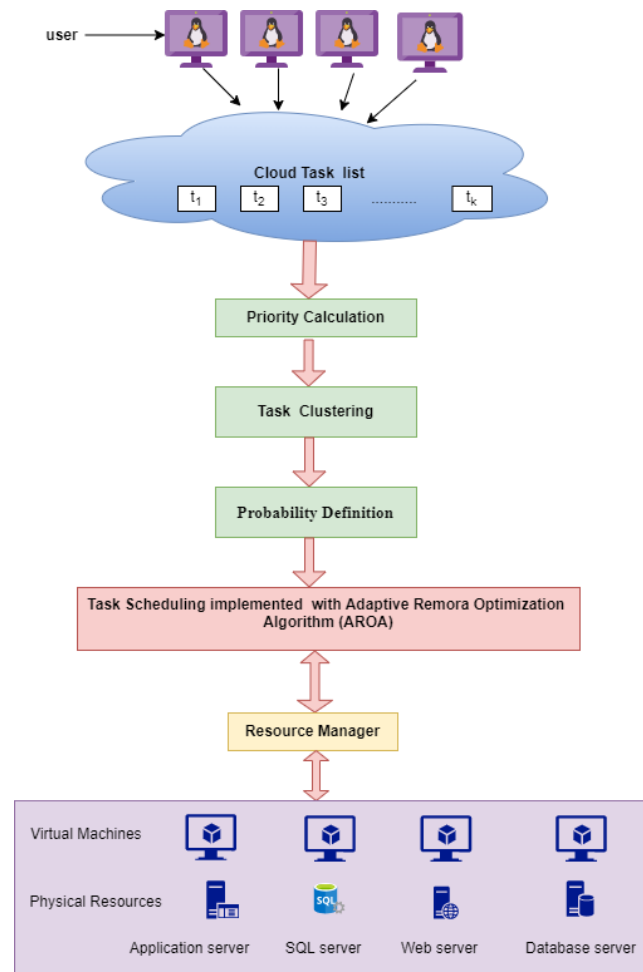 user
Cloud Task list
t1 t2 t3 ........... tk
Priority Calculation
Task Clustering
Probability Definition
Task Scheduling implemented with Adaptive Remora Optimization
Algorithm (AROA)
Resource Manager
Virtual Machines
SQL
Physical Resources
Application server SQL server Web server Database server